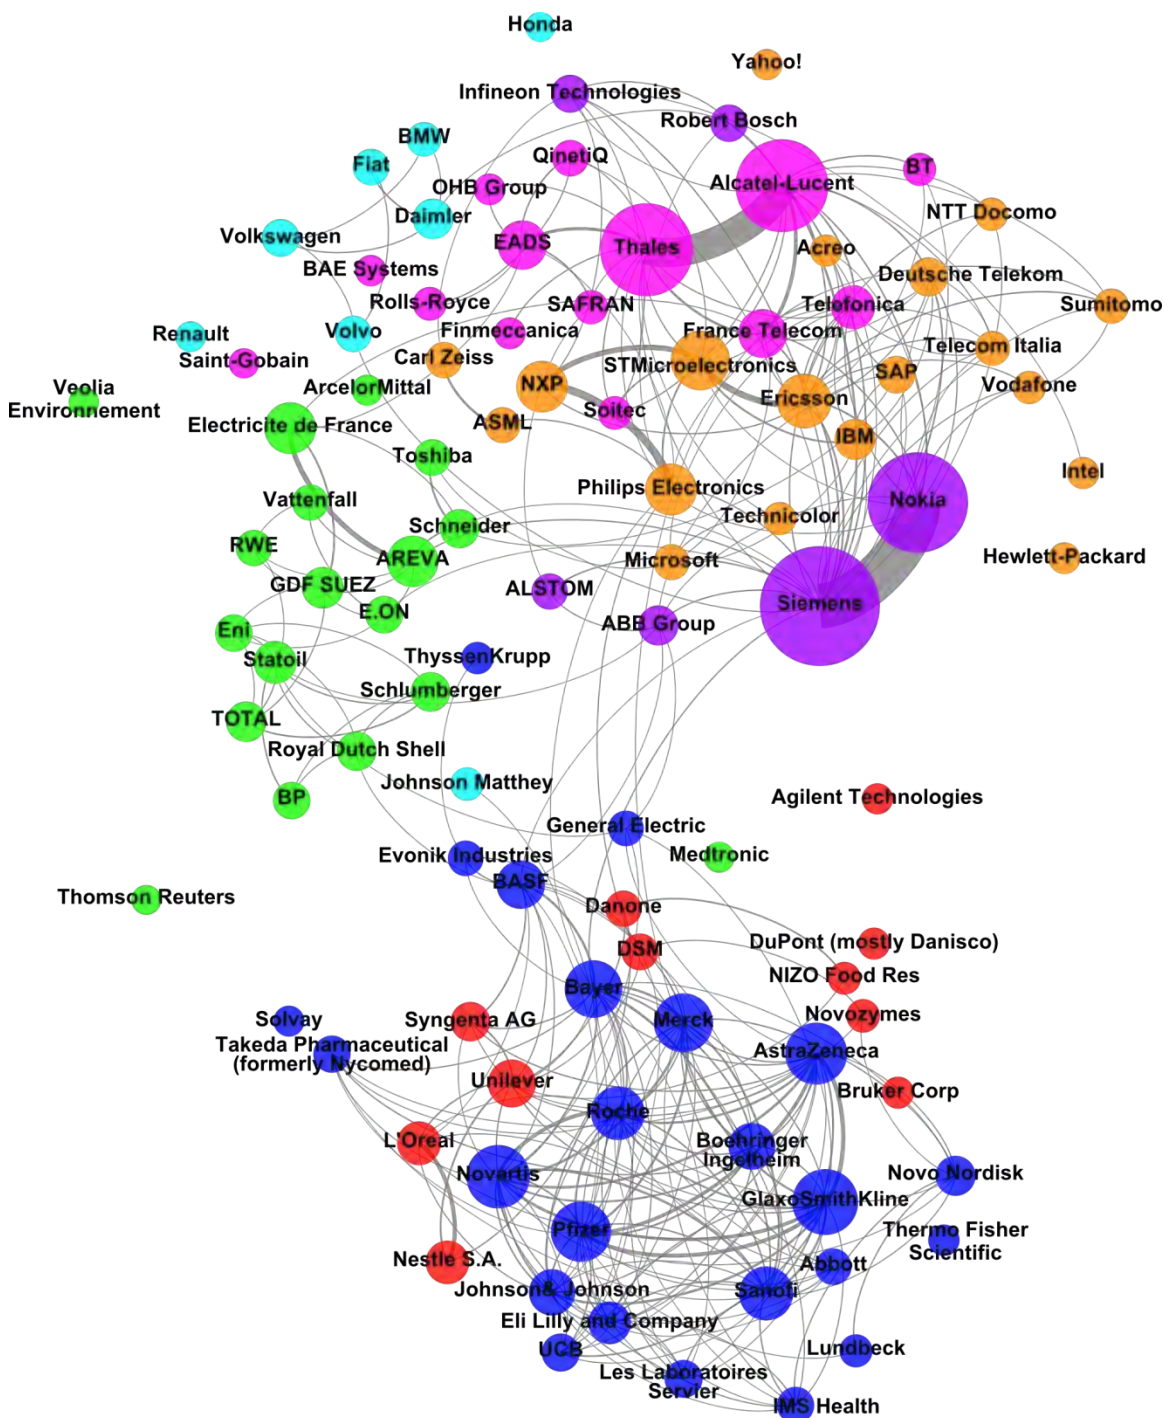 Honda
Yahoo!
Infineon Technologies
Robert Bosch
BMW
Fiat
QinetiQ
OHB Group
Alcatel-Lucent
BT
Daimler
NTT Docomo
Volkswagen
EADS
Thales
Acreo
BAE Systems
Deutsche Telekom
Rolls-Royce
SAFRAN
Telofonica
Sumitomo
Renault
Volvo
Finmeccanica
France Telecom
Telecom Italia
Saint-Gobain
Carl Zeiss
STMicroelectronics
SAP
Vodafone
Veolia
Environnement
ArcelorMittal
NXP
Ericsson
Soitec
Electricite de France
ASML
IBM
Toshiba
Intel
Philips Electronics
Nokia
Vattenfall
Technicolor
Schneider
RWE
AREVA
Microsoft
Hewlett-Packard
GDF SUEZ
ALSTOM
Siemens
E.ON
ABB Group
Eni
Statoil
ThyssenKrupp
Schlumberger
TOTAL
Royal Dutch Shell
Johnson Matthey
BP
Agilent Technologies
General Electric
Evonik Industries
Medtronic
BASF
Thomson Reuters
Danone
DuPont (mostly Danisco)
DSM
NIZO Food Res
Bayer
Novozymes
Solvay
Syngenta AG
Merck
Takeda Pharmaceutical
(formerly Nycomed)
AstraZeneca
Unilever
Bruker Corp
Roche
L'Oreal
Boehringer
Ingelheim
Novartis
Novo Nordisk
GlaxoSmithKline
Pfizer
Thermo Fisher
Scientific
Nestle S.A.
Abbott
Johnson& Johnson
Sanofi
Eli Lilly and Company
UCB
Lundbeck
Les Laboratoires
Servier
IMS Health